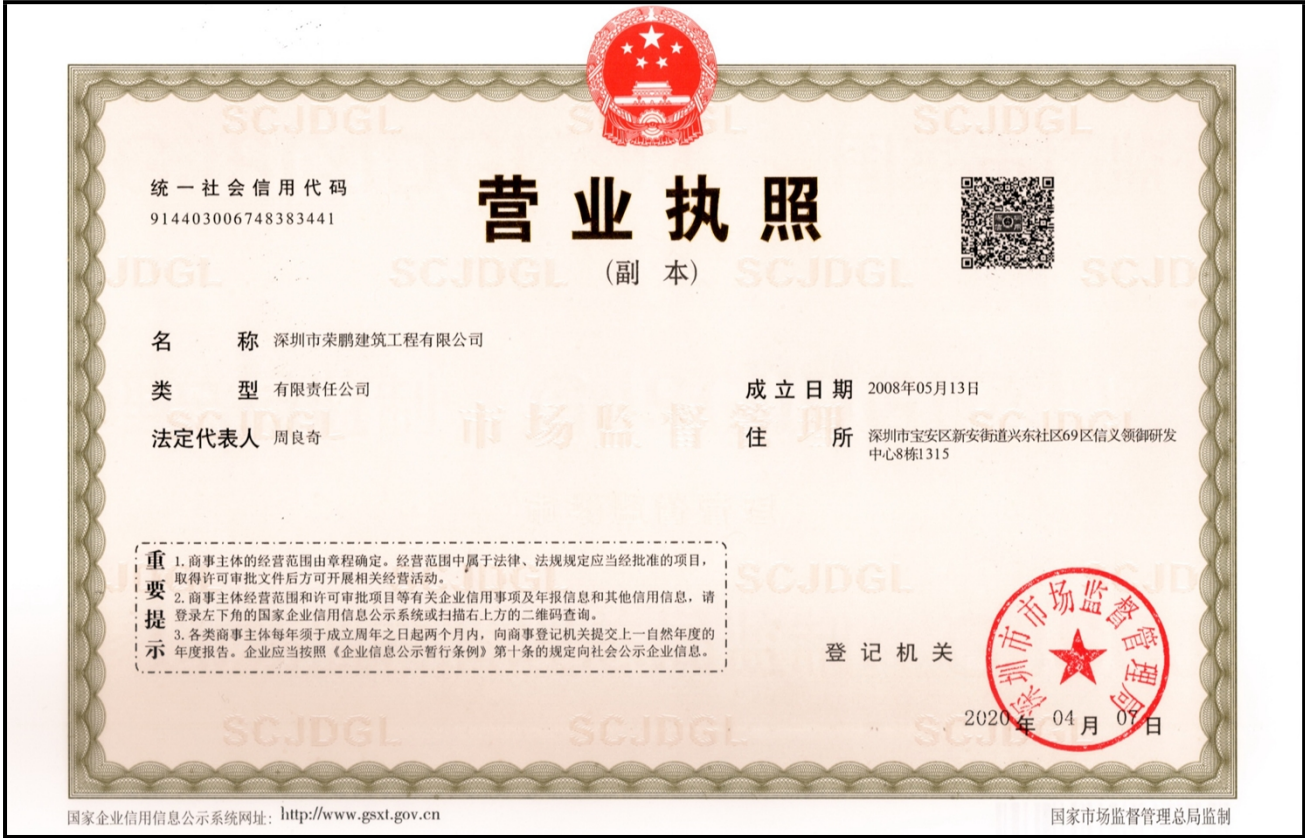 统一社会信用代码
914403006748383441
营业执照
(副 本)
名 称 深圳市荣鹏建筑工程有限公司
类 型 有限责任公司
法定代表人 周良奇
成立日期 2008年05月13日
住 所 深圳市宝安区新安街道兴东社区69区信义领御研发
中心8栋1315
重要提示
1. 商事主体的经营范围由章程确定。经营范围中属于法律、法规规定应当经批准的项目，
取得许可审批文件后方可开展相关经营活动。
2. 商事主体经营范围和许可审批项目等有关企业信用事项及年报信息和其他信用信息，请
登录左下角的国家企业信用信息公示系统或扫描右上方的二维码查询。
3. 各类商事主体每年须于成立周年之日起两个月内，向商事登记机关提交上一自然年度的
年度报告。企业应当按照《企业信息公示暂行条例》第十条的规定向社会公示企业信息。
登记机关
深圳市市场监督管理局
2020 年 04 月 07 日
国家企业信用信息公示系统网址： http://www.gsxt.gov.cn
国家市场监督管理总局监制
SCJDGL
市场监督管理